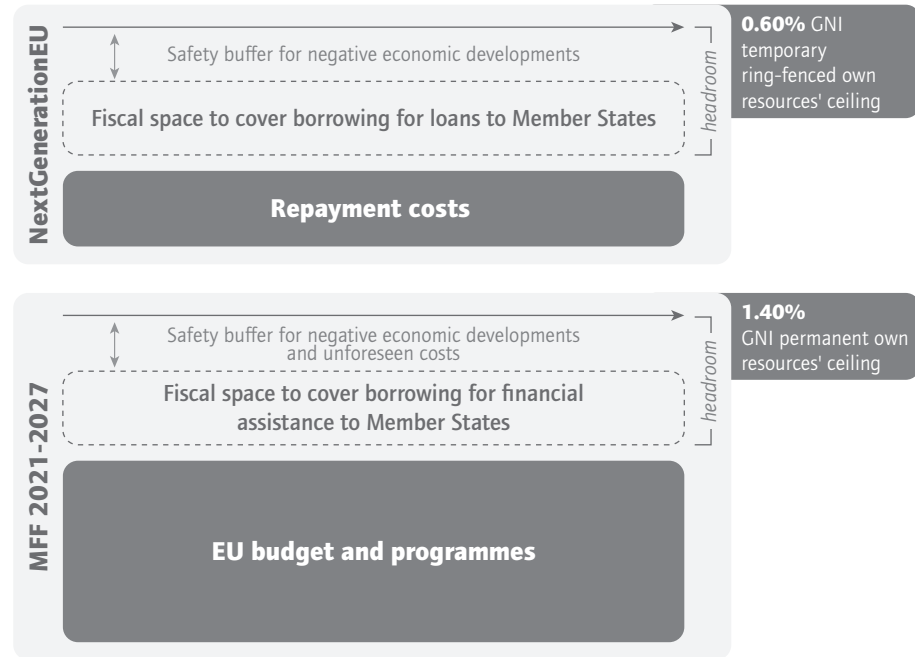 NextGenerationEU
Safety buffer for negative economic developments
Fiscal space to cover borrowing for loans to Member States
Repayment costs
headroom
0.60% GNI
temporary
ring-fenced own
resources' ceiling
MFF 2021-2027
Safety buffer for negative economic developments
and unforeseen costs
Fiscal space to cover borrowing for financial
assistance to Member States
EU budget and programmes
headroom
1.40%
GNI permanent own
resources' ceiling